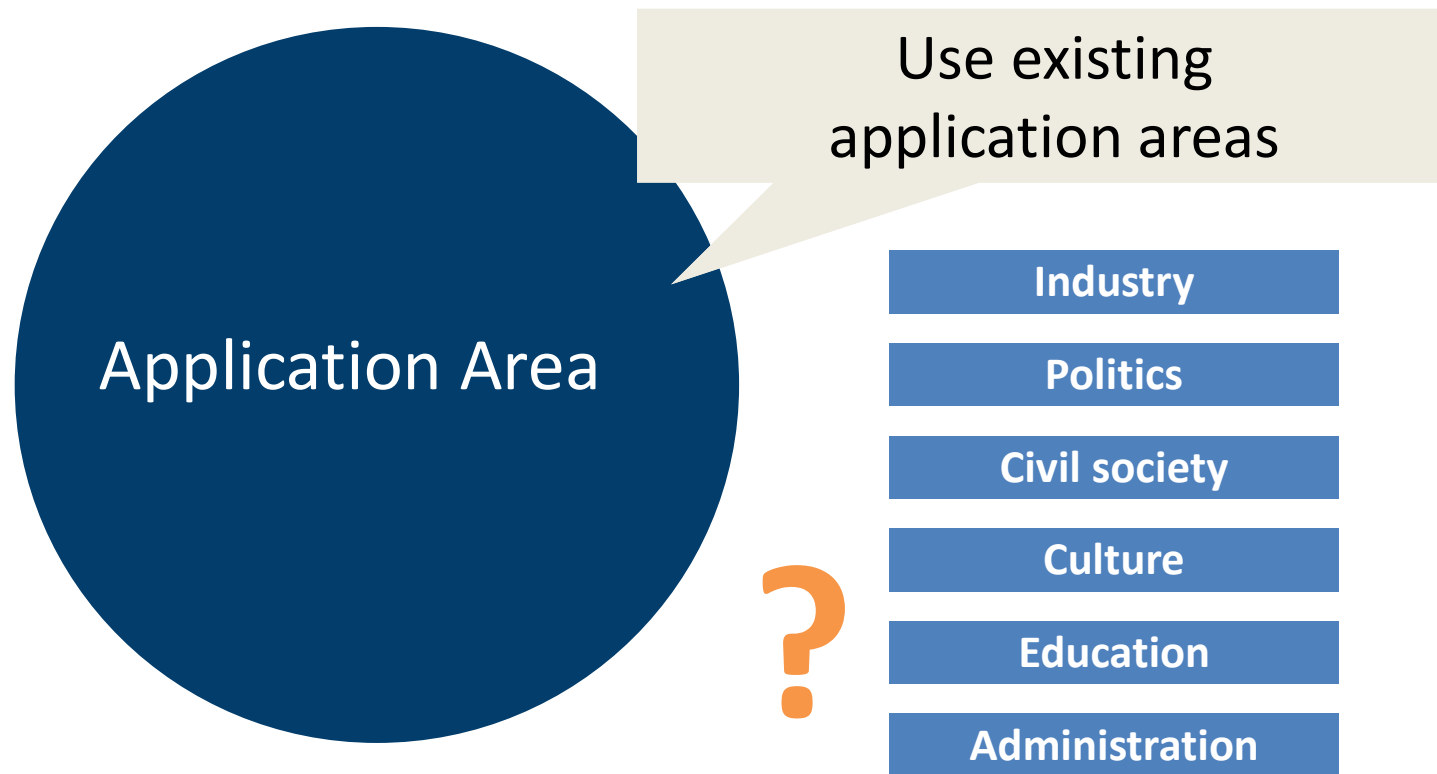 Use existing
application areas
Application Area
Industry
Politics
Civil society
Culture
?
Education
Administration